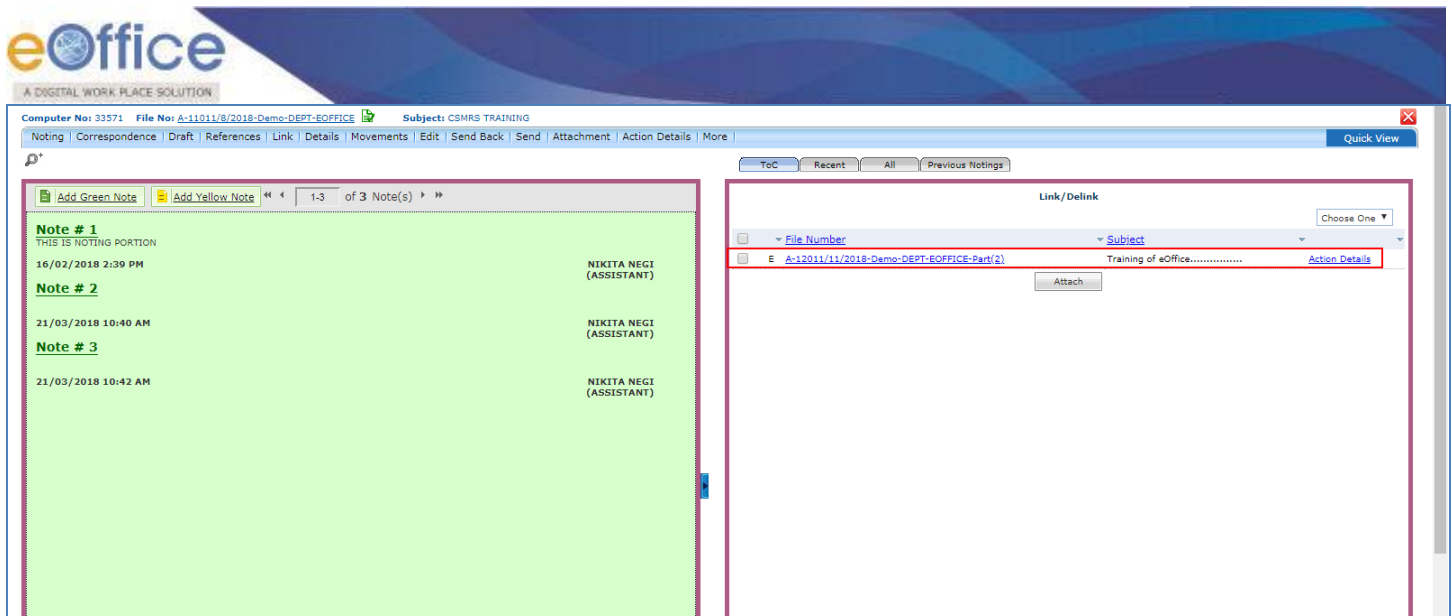 eOffice
A DIGITAL WORK PLACE SOLUTION
Computer No: 33571 File No: A-11011/8/2018-Demo-DEPT-EOFFICE Subject: CSMRS TRAINING
Noting | Correspondence | Draft | References | Link | Details | Movements | Edit | Send Back | Send | Attachment | Action Details | More |
Quick View
ToC Recent All Previous Notings
Add Green Note Add Yellow Note 1-3 of 3 Note(s)
Note # 1
THIS IS NOTING PORTION
16/02/2018 2:39 PM NIKITA NEGI
(ASSISTANT)
Note # 2
21/03/2018 10:40 AM NIKITA NEGI
(ASSISTANT)
Note # 3
21/03/2018 10:42 AM NIKITA NEGI
(ASSISTANT)
Link/Delink
Choose One
File Number Subject
E A-12011/11/2018-Demo-DEPT-EOFFICE-Part(2) Training of eOffice............... Action Details
Attach